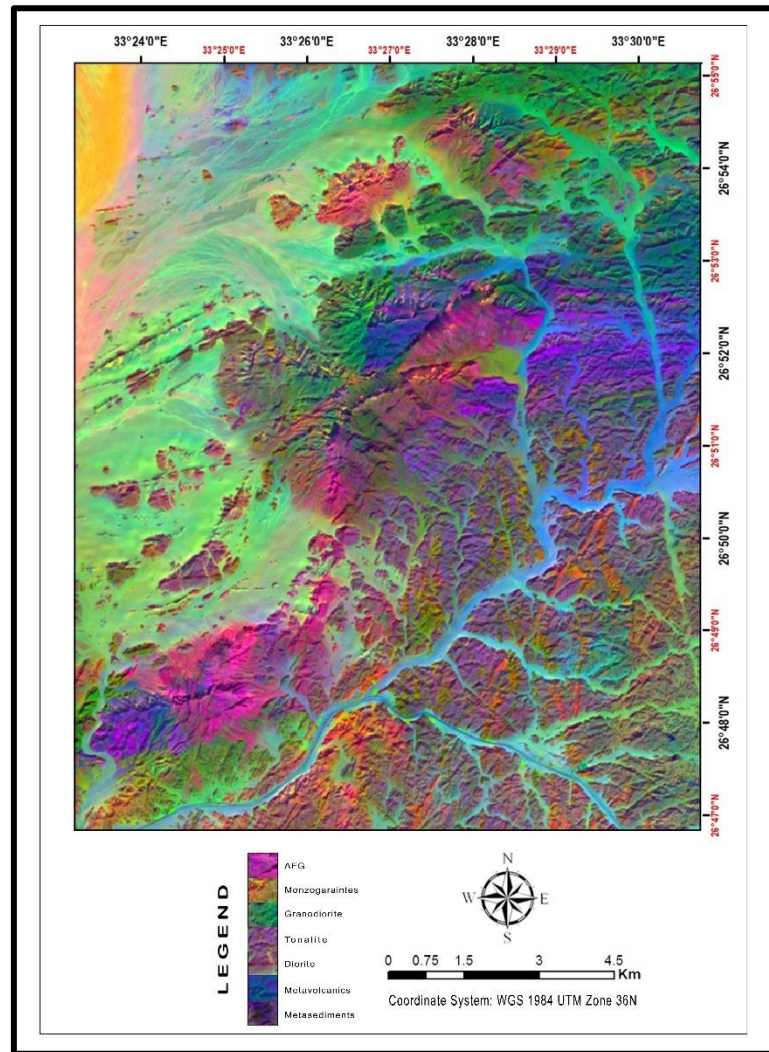 33°24'0"E 33°25'0"E 33°26'0"E 33°27'0"E 33°28'0"E 33°29'0"E 33°30'0"E
26°55'0"N
26°54'0"N
26°53'0"N
26°52'0"N
26°51'0"N
26°50'0"N
26°49'0"N
26°48'0"N
26°47'0"N
LEGEND
AFG
Monzogaraintes
Granodiorite
Tonalite
Diorite
Metavolcanics
Metasediments
N
W E
S
0 0.75 1.5 3 4.5
Km
Coordinate System: WGS 1984 UTM Zone 36N